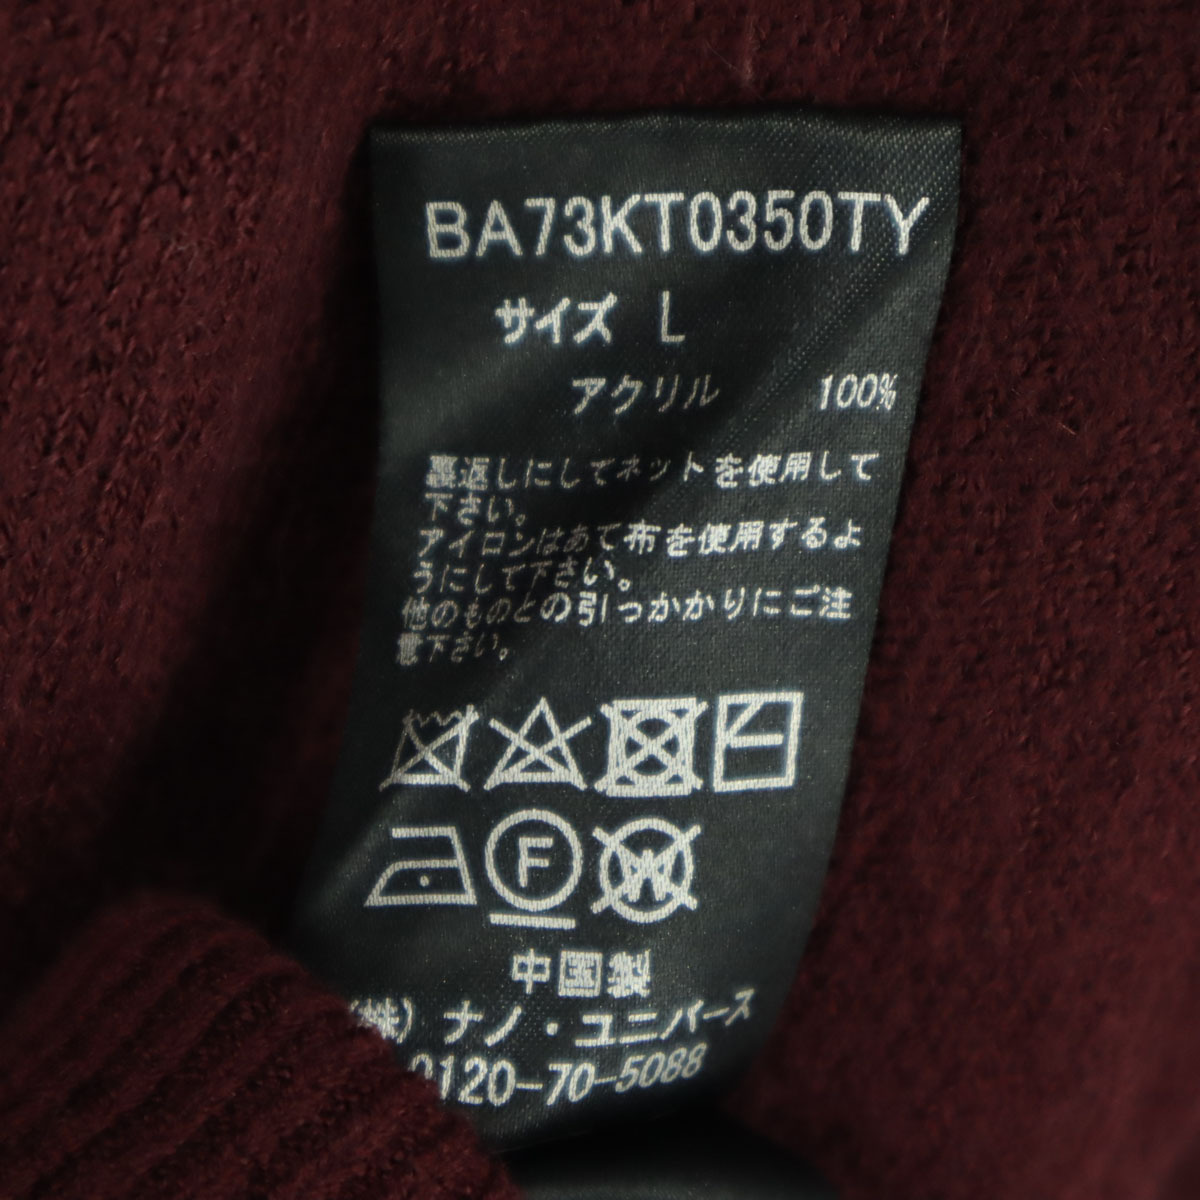 BA73KT0350TY
サイズ L
アクリル 100%
裏返しにしてネットを使用して
下さい。
アイロンはあて布を使用するよ
うにして下さい。
他のものとの引っかかりにご注
意下さい。
F
W
中国製
(株) ナノ・ユニバース
0120-70-5088